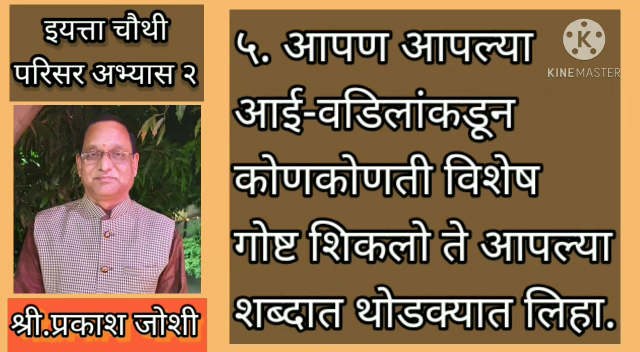 इयत्ता चौथी
परिसर अभ्यास २
श्री.प्रकाश जोशी
५. आपण आपल्या
आई-वडिलांकडून
कोणकोणती विशेष
गोष्ट शिकलो ते आपल्या
शब्दात थोडक्यात लिहा.
KINEMASTER